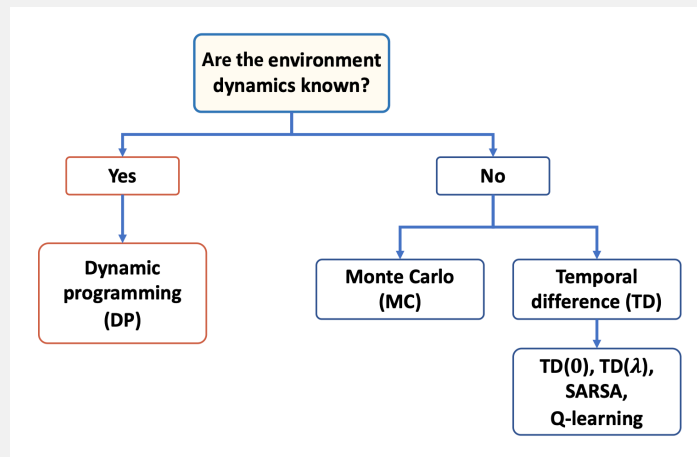 Are the environment
dynamics known?
Yes
No
Dynamic
programming
(DP)
Monte Carlo
(MC)
Temporal
difference (TD)
TD(0), TD(λ),
SARSA,
Q-learning